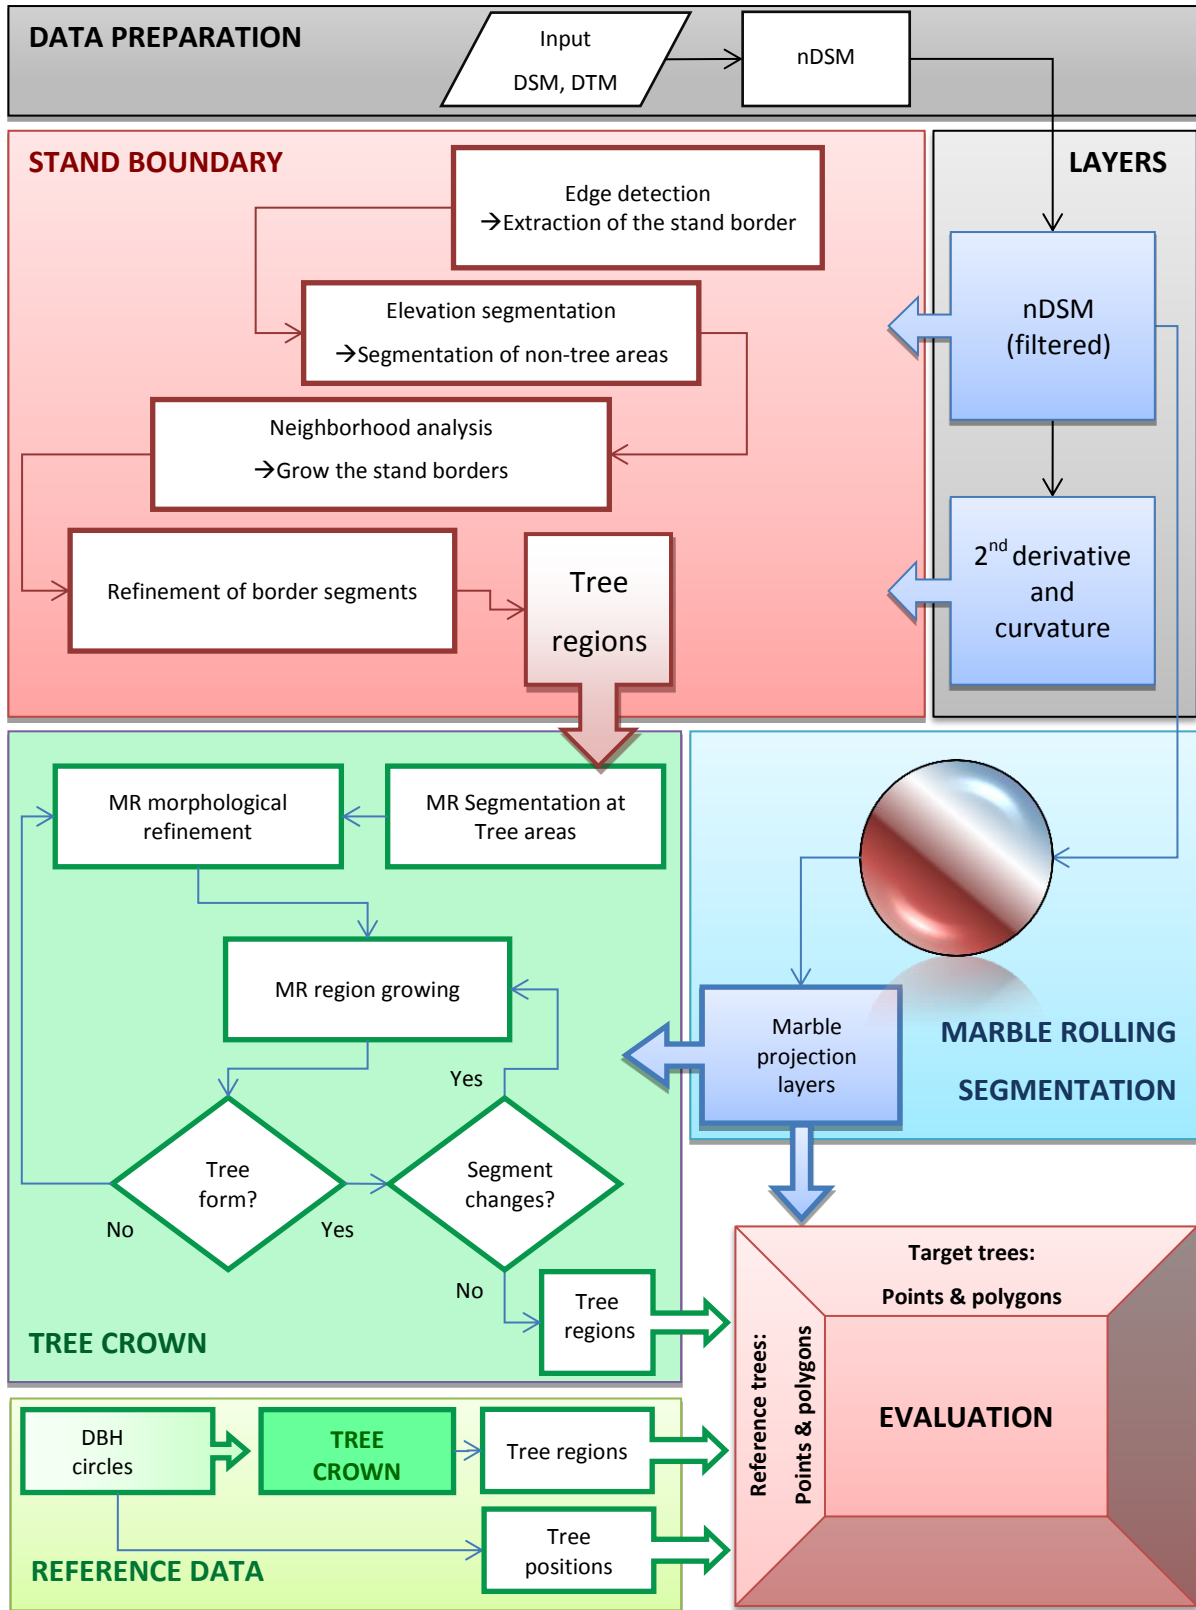 DATA PREPARATION
Input
DSM, DTM
nDSM
STAND BOUNDARY
Edge detection
→Extraction of the stand border
Elevation segmentation
→Segmentation of non-tree areas
Neighborhood analysis
→Grow the stand borders
Refinement of border segments
Tree
regions
LAYERS
nDSM
(filtered)
2nd derivative
and
curvature
MR morphological
refinement
MR Segmentation at
Tree areas
MR region growing
Yes
Tree
form?
Segment
changes?
No
Yes
No
Tree
regions
TREE CROWN
Marble
projection
layers
MARBLE ROLLING
SEGMENTATION
Target trees:
Points & polygons
Reference trees:
Points & polygons
EVALUATION
DBH
circles
TREE
CROWN
Tree regions
Tree
positions
REFERENCE DATA